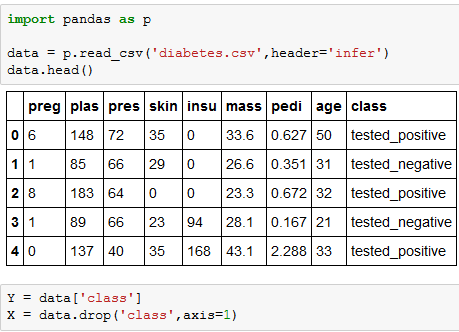 import pandas as p
data = p.read_csv('diabetes.csv',header='infer')
data.head()
preg plas pres skin insu mass pedi age class
0 6 148 72 35 0 33.6 0.627 50 tested_positive
1 1 85 66 29 0 26.6 0.351 31 tested_negative
2 8 183 64 0 0 23.3 0.672 32 tested_positive
3 1 89 66 23 94 28.1 0.167 21 tested_negative
4 0 137 40 35 168 43.1 2.288 33 tested_positive
Y = data['class']
X = data.drop('class',axis=1)